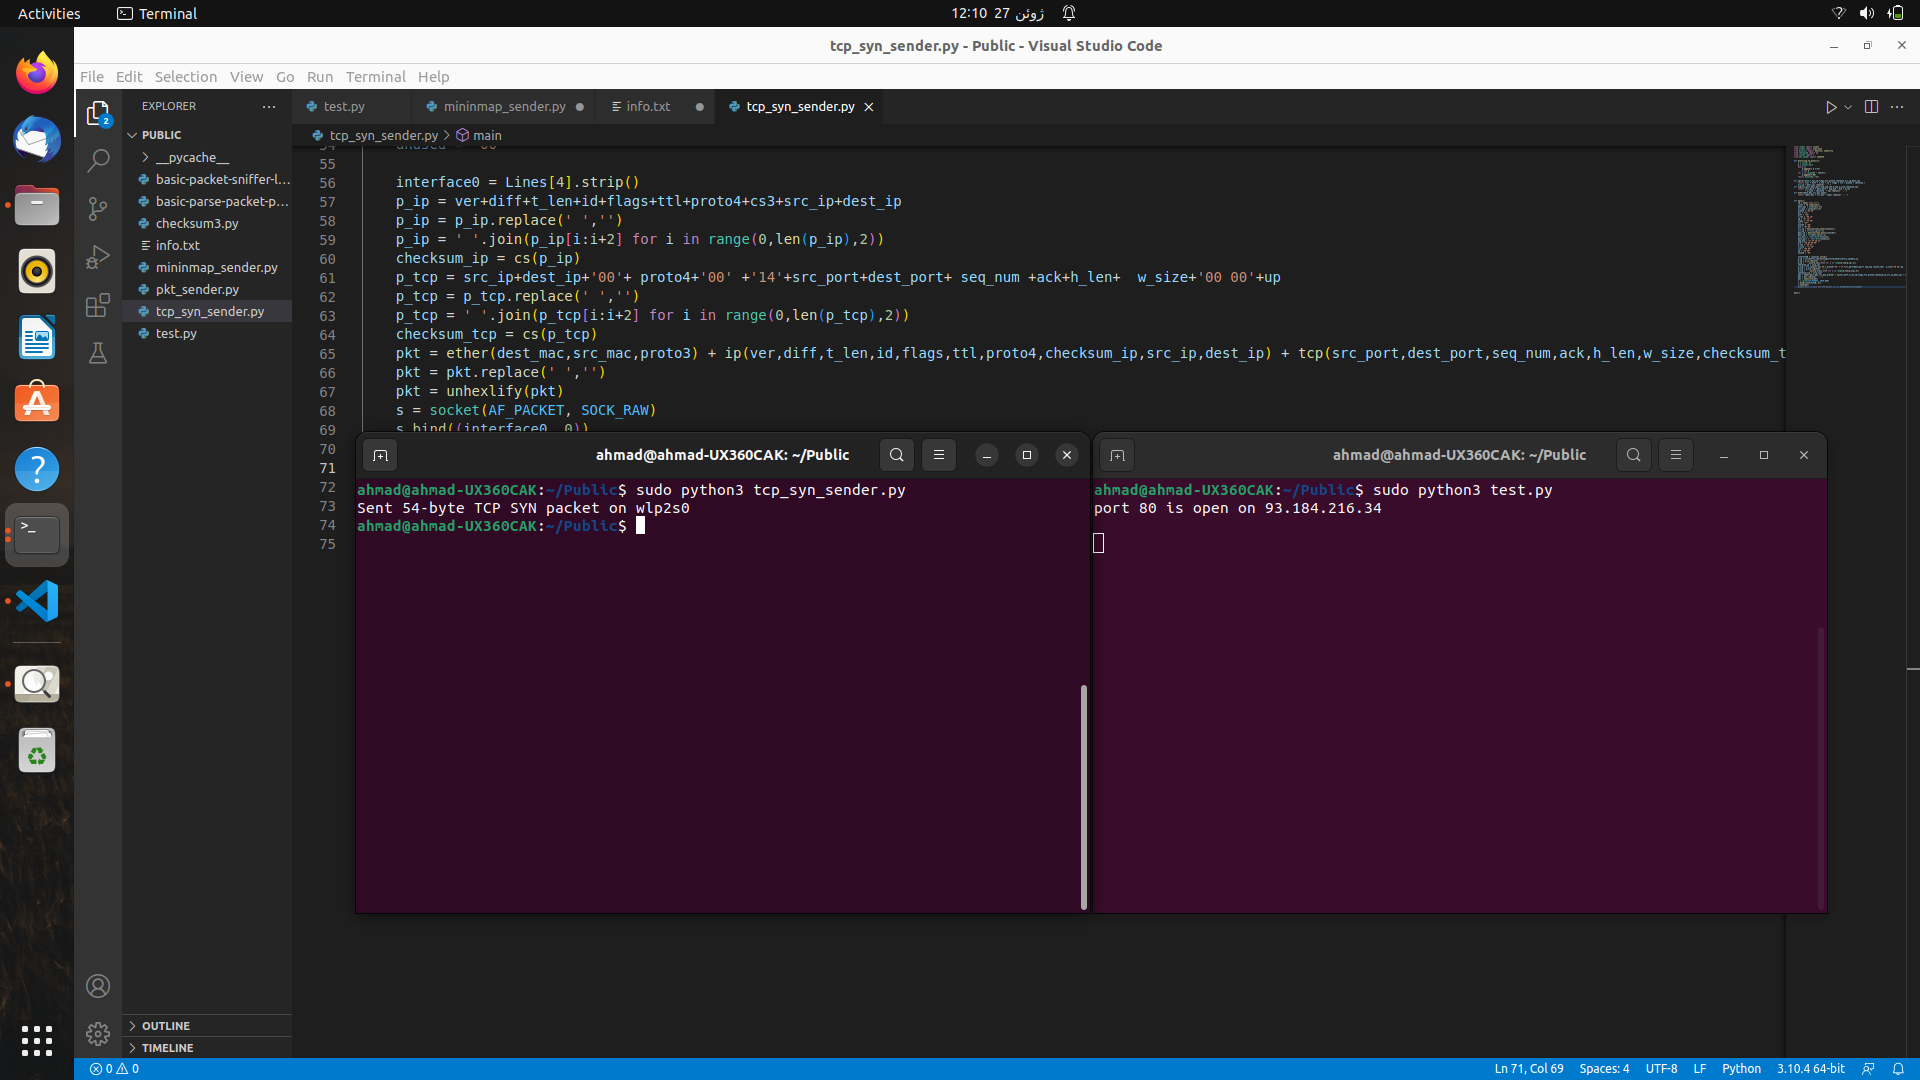 Activities
Terminal
12:10 27 ژوئن
tcp_syn_sender.py - Public - Visual Studio Code
File Edit Selection View Go Run Terminal Help
EXPLORER
test.py
mininmap_sender.py
info.txt
tcp_syn_sender.py
tcp_syn_sender.py > main
2
PUBLIC
__pycache__
basic-packet-sniffer-l...
basic-parse-packet-p...
checksum3.py
info.txt
mininmap_sender.py
pkt_sender.py
tcp_syn_sender.py
test.py
55
56 interface0 = Lines[4].strip()
57 p_ip = ver+diff+t_len+id+flags+ttl+proto4+cs3+src_ip+dest_ip
58 p_ip = p_ip.replace(' ','')
59 p_ip = ' '.join(p_ip[i:i+2] for i in range(0,len(p_ip),2))
60 checksum_ip = cs(p_ip)
61 p_tcp = src_ip+dest_ip+'00'+ proto4+'00' +'14'+src_port+dest_port+ seq_num +ack+h_len+  w_size+'00 00'+up
62 p_tcp = p_tcp.replace(' ','')
63 p_tcp = ' '.join(p_tcp[i:i+2] for i in range(0,len(p_tcp),2))
64 checksum_tcp = cs(p_tcp)
65 pkt = ether(dest_mac,src_mac,proto3) + ip(ver,diff,t_len,id,flags,ttl,proto4,checksum_ip,src_ip,dest_ip) + tcp(src_port,dest_port,seq_num,ack,h_len,w_size,checksum_t
66 pkt = pkt.replace(' ','')
67 pkt = unhexlify(pkt)
68 s = socket(AF_PACKET, SOCK_RAW)
69 s.bind((interface0, 0))
70
71
72
73
74
75
ahmad@ahmad-UX360CAK: ~/Public
ahmad@ahmad-UX360CAK:~/Public$ sudo python3 tcp_syn_sender.py
Sent 54-byte TCP SYN packet on wlp2s0
ahmad@ahmad-UX360CAK:~/Public$
ahmad@ahmad-UX360CAK: ~/Public
ahmad@ahmad-UX360CAK:~/Public$ sudo python3 test.py
port 80 is open on 93.184.216.34
OUTLINE
TIMELINE
0 0
Ln 71, Col 69 Spaces: 4 UTF-8 LF Python 3.10.4 64-bit